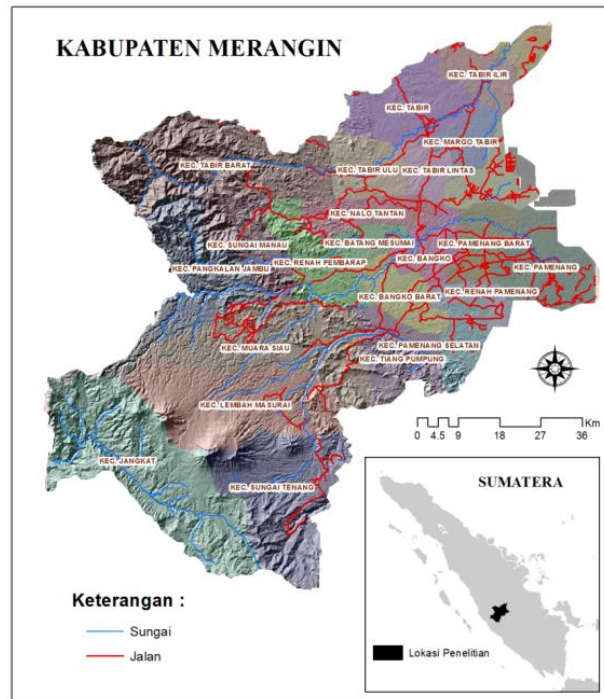 KABUPATEN MERANGIN
KEC. TABIR ILIR
KEC. TABIR
KEC. MARGO TABIR
KEC. TABIR BARAT
KEC. TABIR ULU
KEC. TABIR LINTAS
KEC. NALO TANTAN
KEC. SUNGAI MANAU
KEC. BATANG MESUMAI
KEC. PAMENANG BARAT
KEC. BANGKO
KEC. PANGKALAN JAMBU
KEC. RENAH PEMBARAP
KEC. PAMENANG
KEC. RENAH PAMENANG
KEC. BANGKO BARAT
KEC. MUARA SIAU
KEC. PAMENANG SELATAN
KEC. TIANG PUMPUNG
KEC. LEMBAH MASURAI
KEC. JANGKAT
KEC. SUNGAI TENANG
Km
0 4.5 9 18 27 36
SUMATERA
Lokasi Penelitian
Keterangan :
Sungai
Jalan